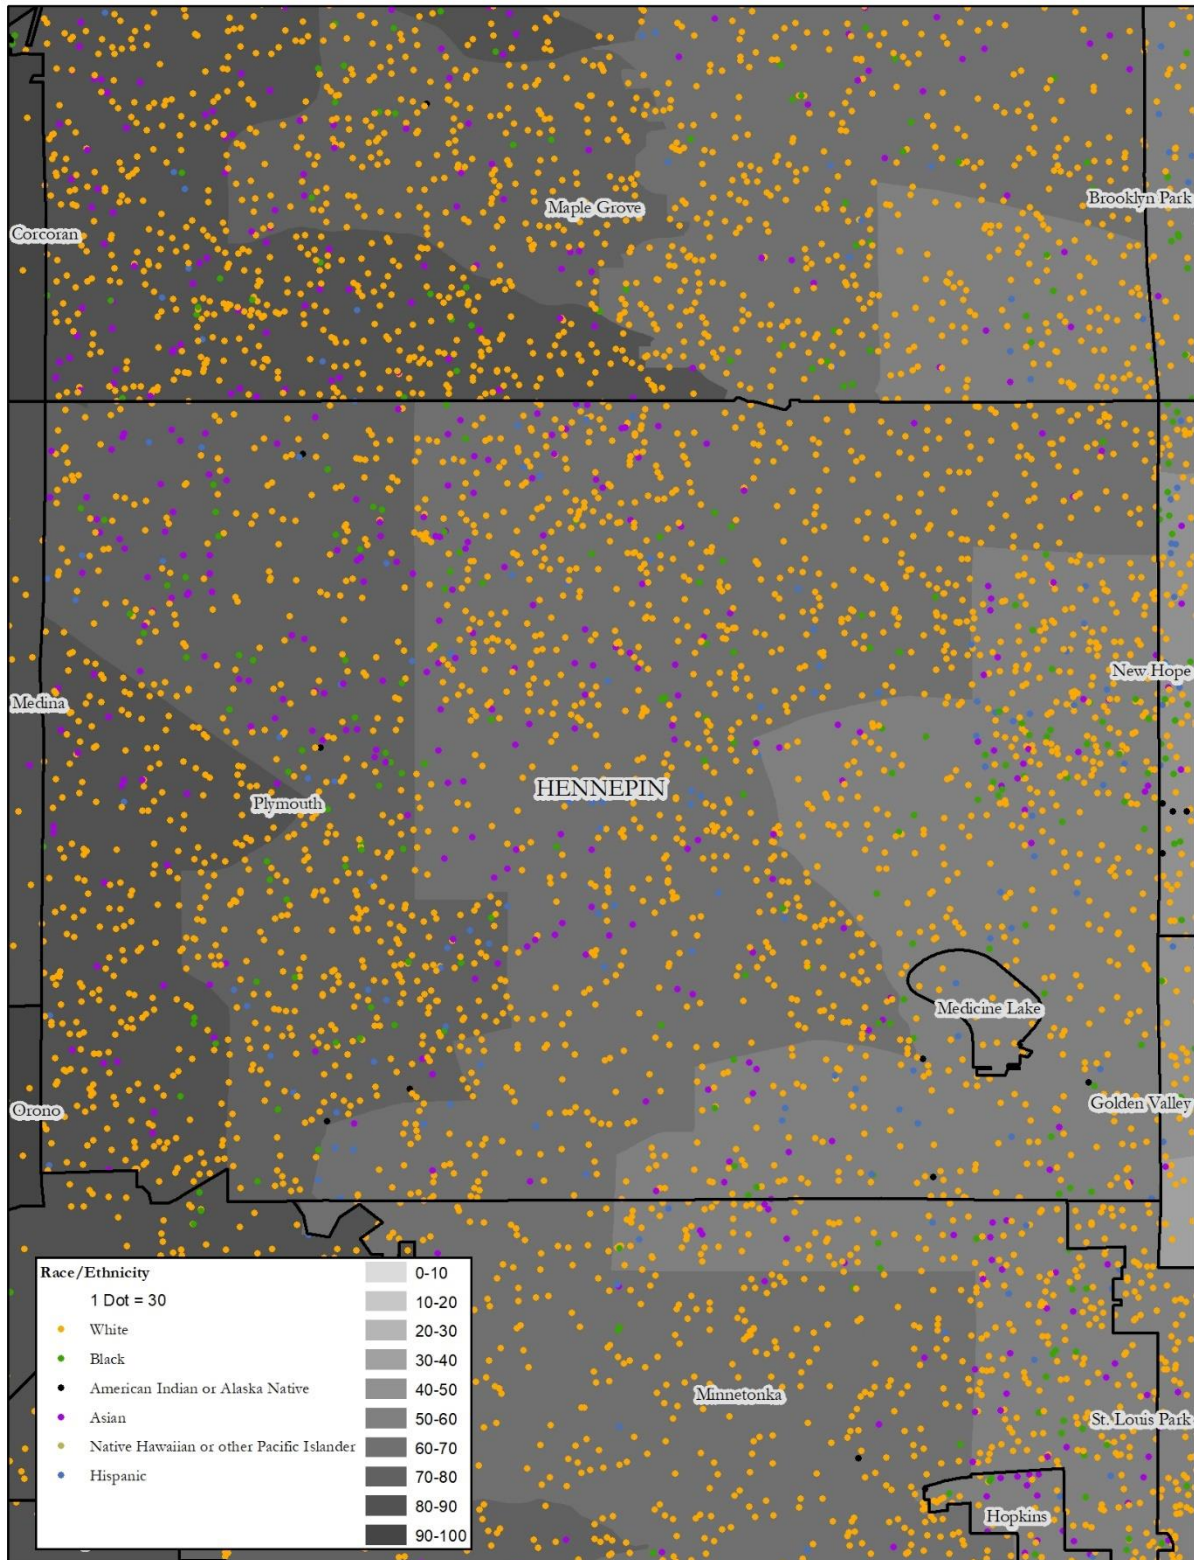 Maple Grove
Brooklyn Park
Corcoran
New Hope
Medina
HENNEPIN
Plymouth
Medicine Lake
Golden Valley
Orono
Minnetonka
St. Louis Park
Hopkins
Race/Ethnicity
1 Dot = 30
White
Black
American Indian or Alaska Native
Asian
Native Hawaiian or other Pacific Islander
Hispanic
0-10
10-20
20-30
30-40
40-50
50-60
60-70
70-80
80-90
90-100